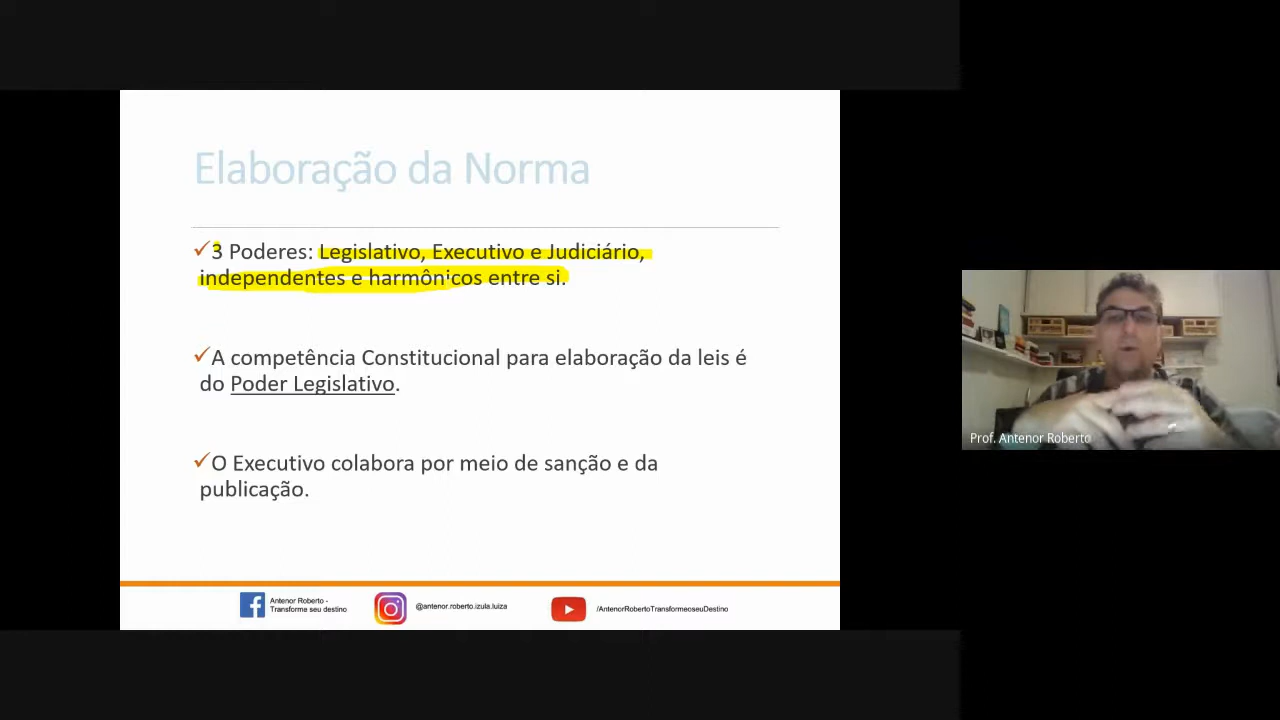 Elaboração da Norma
✓3 Poderes: Legislativo, Executivo e Judiciário,
independentes e harmônicos entre si.
✓A competência Constitucional para elaboração da leis é
do Poder Legislativo.
✓O Executivo colabora por meio de sanção e da
publicação.
Antenor Roberto -
Transforma seu destino
@antenor.roberto.izula.luiza
/AntenorRobertoTransformeoseuDestino
Prof. Antenor Roberto